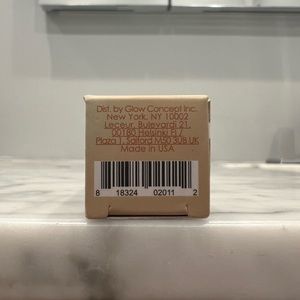 Dist. by Glow Concept Inc.
New York, NY 10002
Leceur, Bulevardi 21,
00180 Helsinki FI /
Plaza 1, Salford M50 3UB UK
Made in USA
8 18324 02011 2